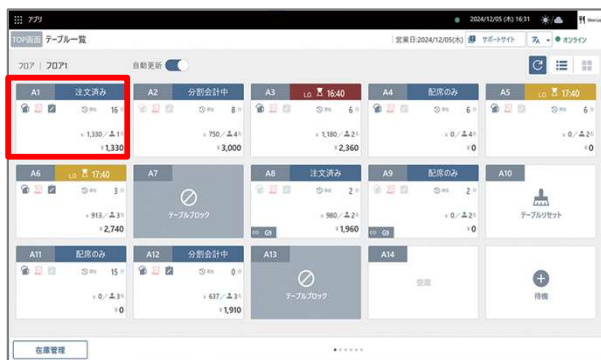 アプリ
2024/12/05 (木) 16:31
TOP画面 テーブル一覧
営業日:2024/12/05(木) サポートサイト オンライン
フロア | フロア1 自動更新
A1 注文済み
16
1,330/ 1
1,330
A2 分割会計中
8
750/ 4
3,000
A3 L.O. 16:40
6
1,180/ 2
2,360
A4 配席のみ
6
0/ 4
0
A5 L.O. 17:40
6
0/ 2
0
A6 L.O. 17:40
3
913/ 3
2,740
A7
テーブルブロック
A8 注文済み
2
980/ 2
1,960
A9 配席のみ
2
0/ 2
0
A10
テーブルリセット
A11 配席のみ
15
0/ 3
0
A12 分割会計中
0
637/ 3
1,910
A13
テーブルブロック
A14
空席
待機
在庫管理